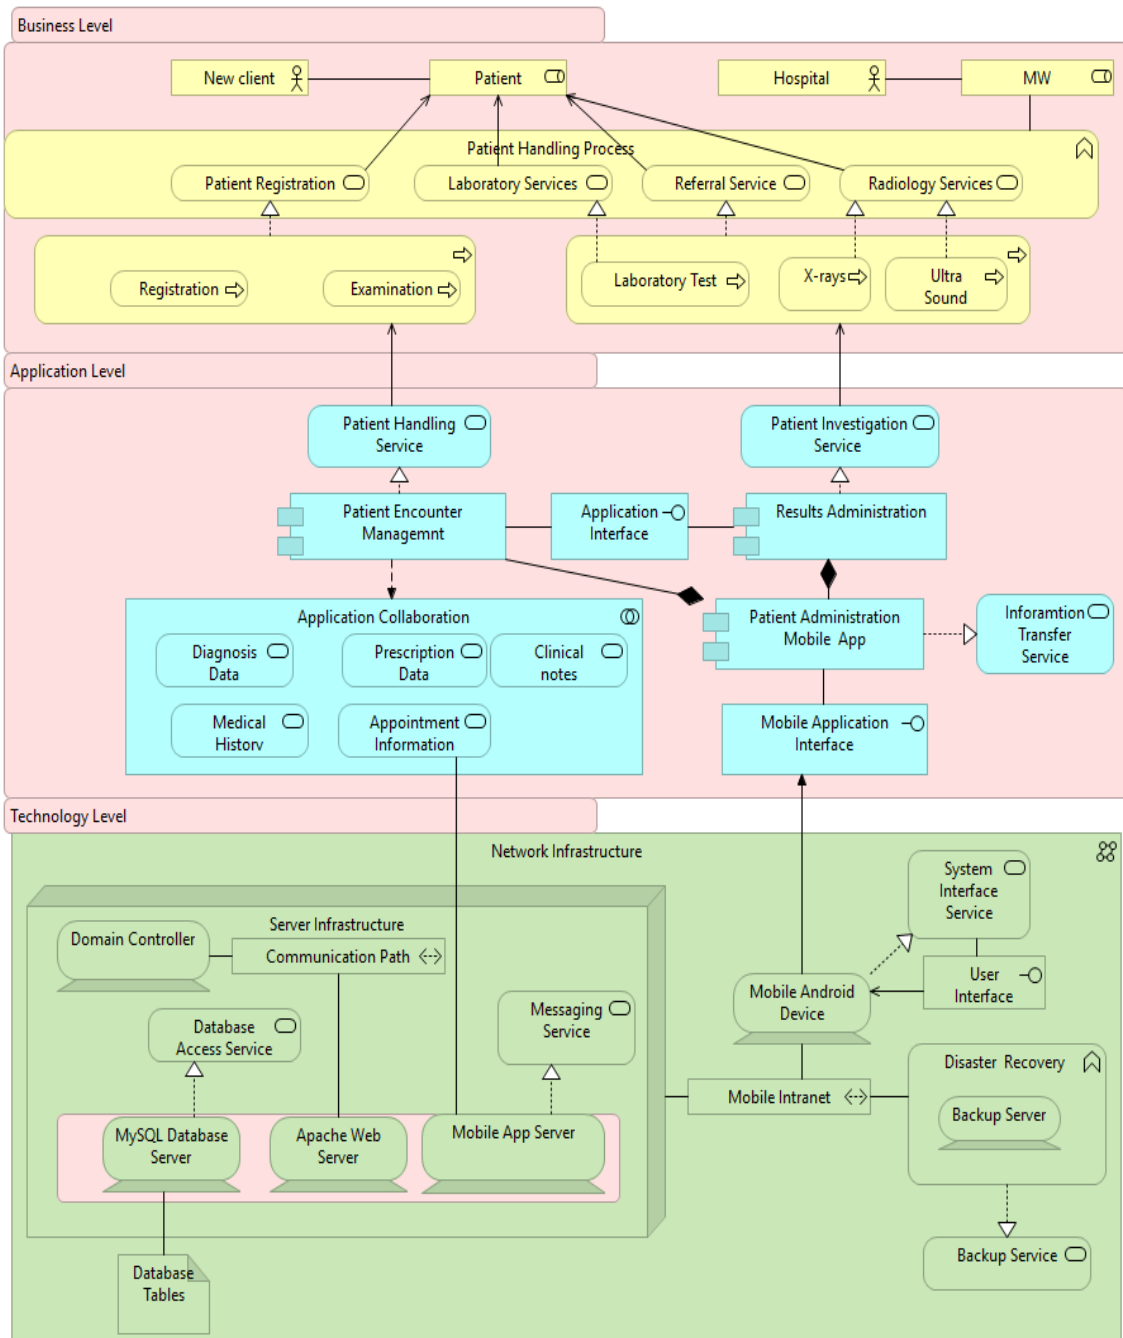 Business Level
New client
Patient
Hospital
MW
Patient Handling Process
Patient Registration
Laboratory Services
Referral Service
Radiology Services
Registration
Examination
Laboratory Test
X-rays
Ultra
Sound
Application Level
Patient Handling
Service
Patient Investigation
Service
Patient Encounter
Managemnt
Application
Interface
Results Administration
Application Collaboration
Diagnosis
Data
Prescription
Data
Clinical
notes
Medical
History
Appointment
Information
Patient Administration
Mobile App
Inforamtion
Transfer
Service
Mobile Application
Interface
Technology Level
Network Infrastructure
System
Interface
Service
User
Interface
Server Infrastructure
Domain Controller
Communication Path
Database
Access Service
Messaging
Service
Mobile Android
Device
Mobile Intranet
Disaster Recovery
Backup Server
MySQL Database
Server
Apache Web
Server
Mobile App Server
Backup Service
Database
Tables